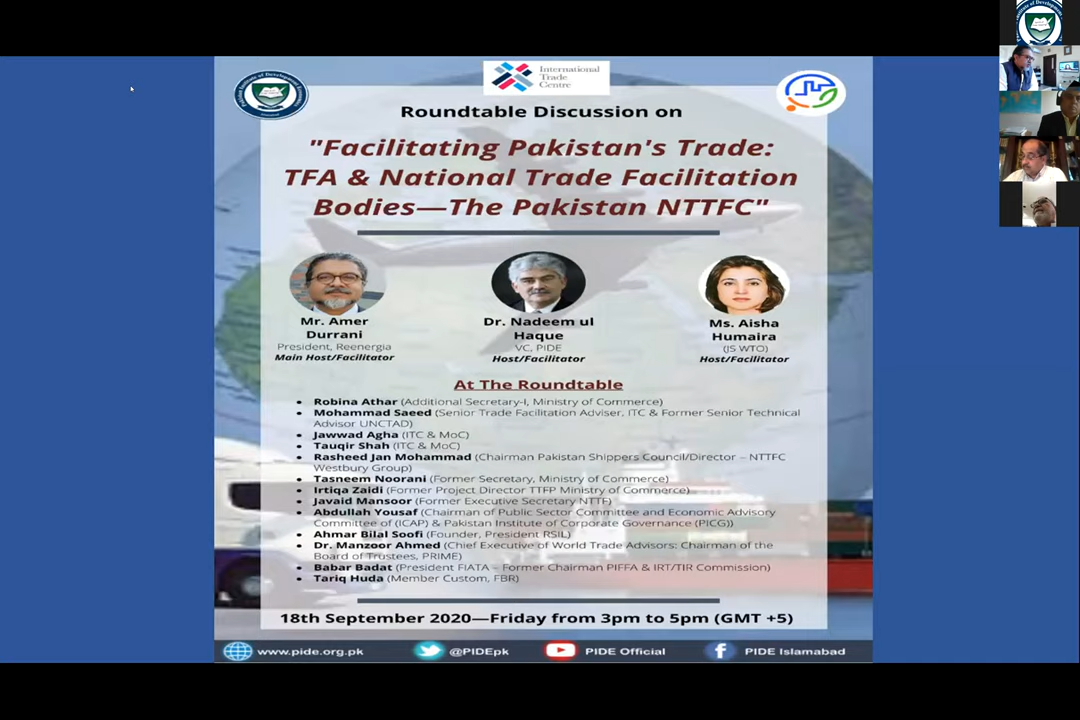 International
Trade
Centre
Roundtable Discussion on
"Facilitating Pakistan's Trade:
TFA & National Trade Facilitation
Bodies—The Pakistan NTTFC"
Mr. Amer
Durrani
President, Reenergia
Main Host/Facilitator
Dr. Nadeem ul
Haque
VC, PIDE
Host/Facilitator
Ms. Aisha
Humaira
(JS WTO)
Host/Facilitator
At The Roundtable
• Robina Athar (Additional Secretary-I, Ministry of Commerce)
• Mohammad Saeed (Senior Trade Facilitation Adviser, ITC & Former Senior Technical
Advisor UNCTAD)
• Jawwad Agha (ITC & MoC)
• Tauqir Shah (ITC & MoC)
• Rasheed Jan Mohammad (Chairman Pakistan Shippers Council/Director – NTTFC
Westbury Group)
• Tasneem Noorani (Former Secretary, Ministry of Commerce)
• Irtiqa Zaidi (Former Project Director TTFP Ministry of Commerce)
• Javaid Mansoor (Former Executive Secretary NTTF)
• Abdullah Yousaf (Chairman of Public Sector Committee and Economic Advisory
Committee of (ICAP) & Pakistan Institute of Corporate Governance (PICG))
• Ahmar Bilal Soofi (Founder, President RSIL)
• Dr. Manzoor Ahmed (Chief Executive of World Trade Advisors: Chairman of the
Board of Trustees, PRIME)
• Babar Badat (President FIATA – Former Chairman PIFFA & IRT/TIR Commission)
• Tariq Huda (Member Custom, FBR)
18th September 2020—Friday from 3pm to 5pm (GMT +5)
www.pide.org.pk @PIDEpk PIDE Official PIDE Islamabad